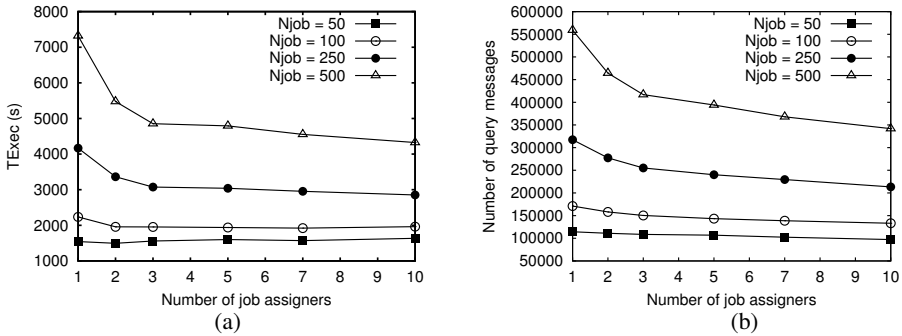 8000
7000
6000
5000
4000
3000
2000
1000
TExec (s)
Njob = 50
Njob = 100
Njob = 250
Njob = 500
1 2 3 4 5 6 7 8 9 10
Number of job assigners
(a)
600000
550000
500000
450000
400000
350000
300000
250000
200000
150000
100000
50000
Number of query messages
Njob = 50
Njob = 100
Njob = 250
Njob = 500
1 2 3 4 5 6 7 8 9 10
Number of job assigners
(b)